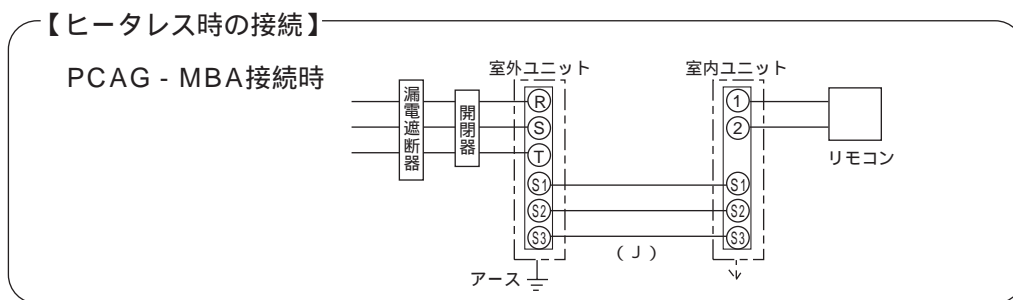 【ヒータレス時の接続】
PCAG - MBA接続時
室外ユニット
室内ユニット
漏電遮断器
開閉器
R
S
T
S1
S2
S3
1
2
S1
S2
S3
リモコン
(J)
アース